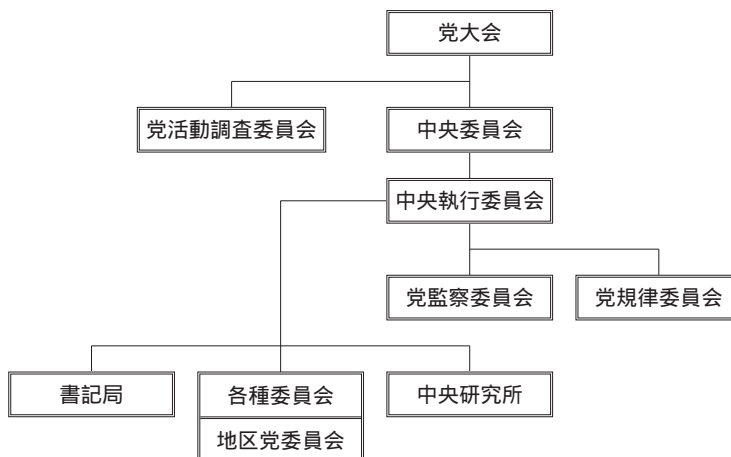 党大会
党活動調査委員会
中央委員会
中央執行委員会
党監察委員会
党規律委員会
書記局
各種委員会
中央研究所
地区党委員会